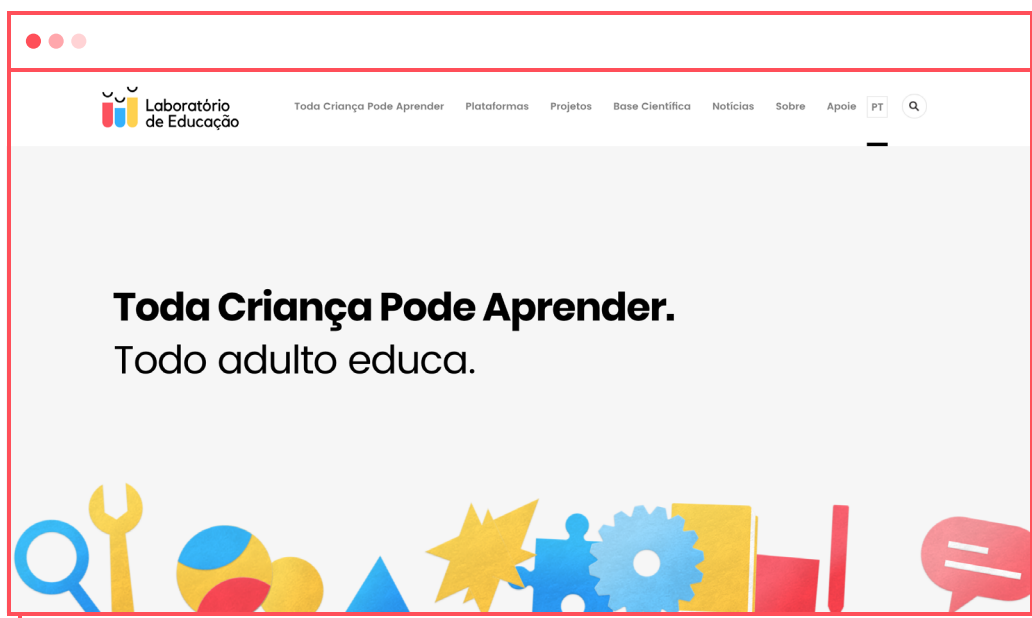 Laboratório
de Educação
Toda Criança Pode Aprender Plataformas Projetos Base Científica Notícias Sobre Apoie PT
Toda Criança Pode Aprender.
Todo adulto educa.